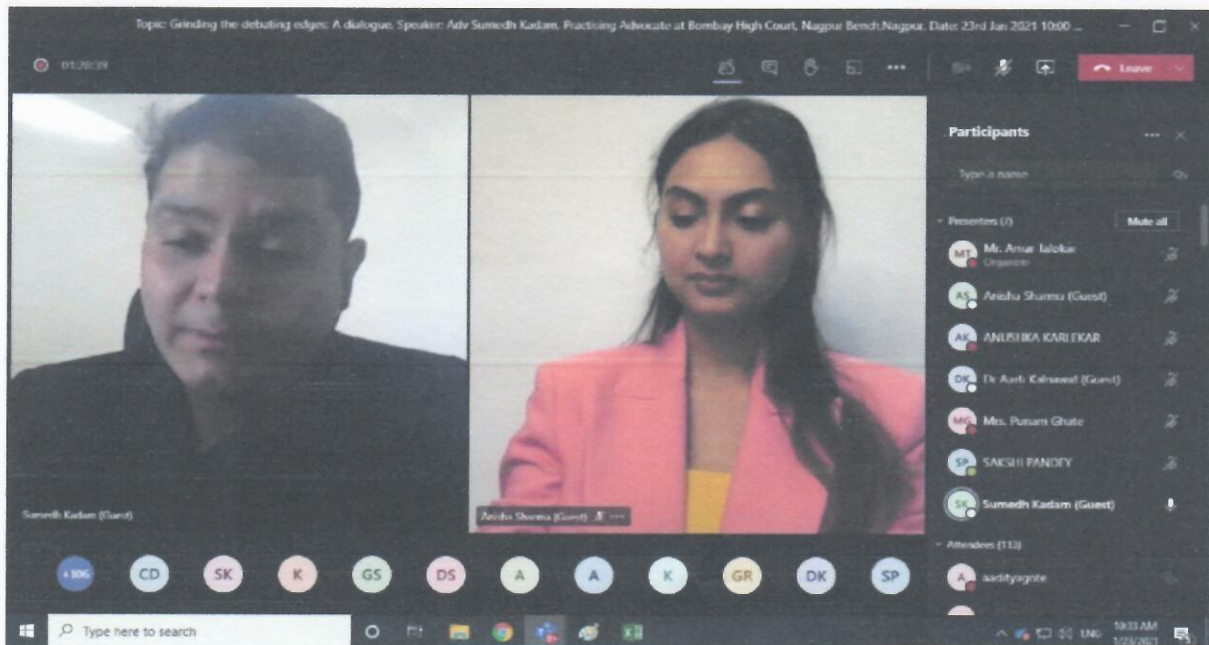 Topic: Grinding the debating edges: A dialogue. Speaker: Adv Sumedh Kadam, Practising Advocate at Bombay High Court, Nagpur Bench.Nagpur. Date: 23rd Jan 2021 10:00 ...
01:28:39
Leave
Participants
Type a name
Presenters (7)
Mute all
MT
Mr. Amar Talokar
Organizer
AS
Anisha Sharma (Guest)
AK
ANUSHKA KARLEKAR
DK
Dr Aarti Kalnawat (Guest)
MG
Mrs. Punam Ghate
SP
SAKSHI PANDEY
SK
Sumedh Kadam (Guest)
Attendees (113)
A
aadityagote
Sumedh Kadam (Guest)
Anisha Sharma (Guest)
+106 CD SK K GS DS A A K GR DK SP
Type here to search
ENG
10:33 AM
1/23/2021